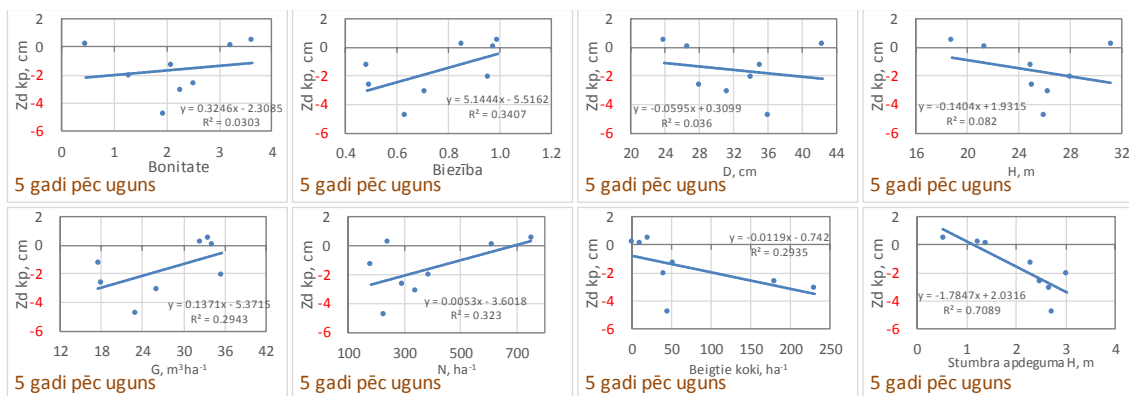 Zd kp, cm
2
0
-2
-4
-6
y = 0.3246x - 2.3085
R² = 0.0303
0 1 2 3 4
Bonitate
5 gadi pēc uguns
Zd kp, cm
2
0
-2
-4
-6
y = 5.1444x - 5.5162
R² = 0.3407
0.4 0.6 0.8 1.0 1.2
Biezība
5 gadi pēc uguns
Zd kp, cm
2
0
-2
-4
-6
y = -0.0595x + 0.3099
R² = 0.036
20 24 28 32 36 40 44
D, cm
5 gadi pēc uguns
Zd kp, cm
2
0
-2
-4
-6
y = -0.1404x + 1.9315
R² = 0.082
16 20 24 28 32
H, m
5 gadi pēc uguns
Zd kp, cm
2
0
-2
-4
-6
y = 0.1371x - 5.3715
R² = 0.2943
12 18 24 30 36 42
G, m³ha⁻¹
5 gadi pēc uguns
Zd kp, cm
2
0
-2
-4
-6
y = 0.0053x - 3.6018
R² = 0.323
100 300 500 700
N, ha⁻¹
5 gadi pēc uguns
Zd kp, cm
2
0
-2
-4
-6
y = -0.0119x - 0.742
R² = 0.2935
0 50 100 150 200 250
Beigtie koki, ha⁻¹
5 gadi pēc uguns
Zd kp, cm
2
0
-2
-4
-6
y = -1.7847x + 2.0316
R² = 0.7089
0 1 2 3 4
Stumbra apdeguma H, m
5 gadi pēc uguns